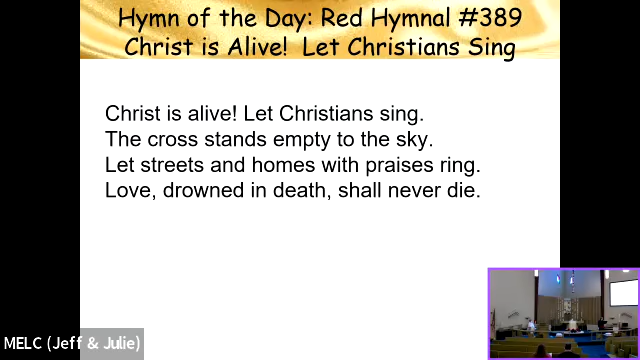 Hymn of the Day: Red Hymnal #389
Christ is Alive! Let Christians Sing
Christ is alive! Let Christians sing.
The cross stands empty to the sky.
Let streets and homes with praises ring.
Love, drowned in death, shall never die.
MELC (Jeff & Julie)